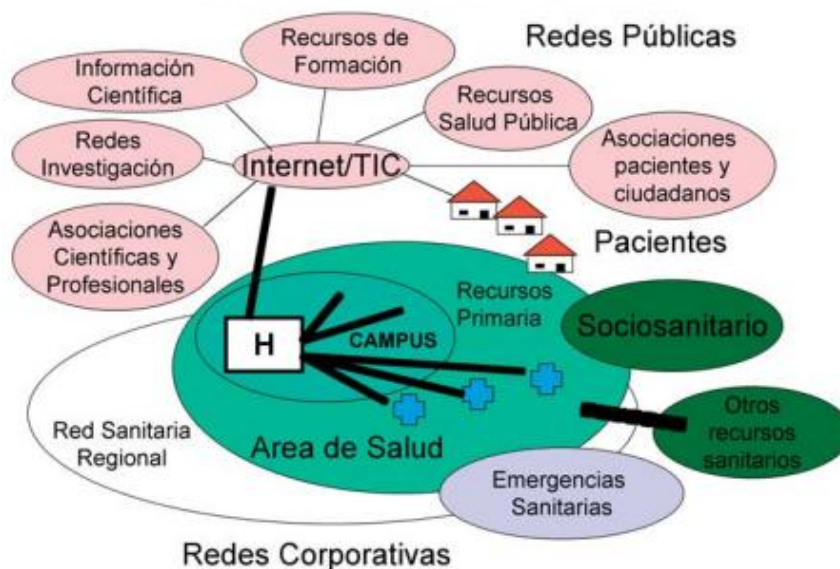 Redes Públicas
Recursos de
Formación
Información
Científica
Recursos
Salud Pública
Redes
Investigación
Internet/TIC
Asociaciones
pacientes y
ciudadanos
Asociaciones
Científicas y
Profesionales
Pacientes
Recursos
Primaria
Sociosanitario
H
CAMPUS
Red Sanitaria
Regional
Area de Salud
Otros
recursos
sanitarios
Emergencias
Sanitarias
Redes Corporativas